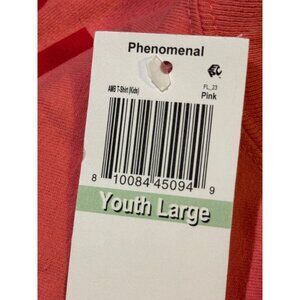 Phenomenal
FL_23
AMB T-Shirt (Kids)
Pink
8 10084 45094 9
Youth Large